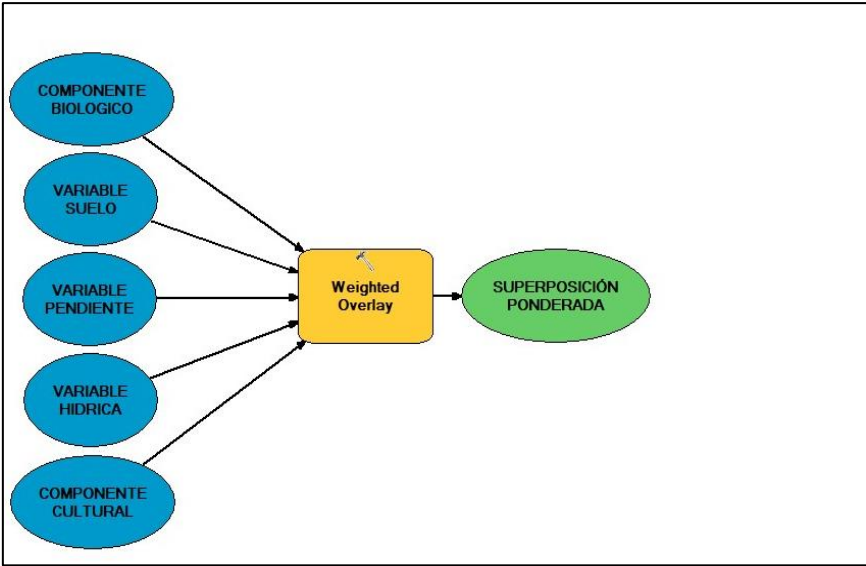 COMPONENTE
BIOLOGICO
VARIABLE
SUELO
VARIABLE
PENDIENTE
VARIABLE
HIDRICA
COMPONENTE
CULTURAL
Weighted
Overlay
SUPERPOSICIÓN
PONDERADA